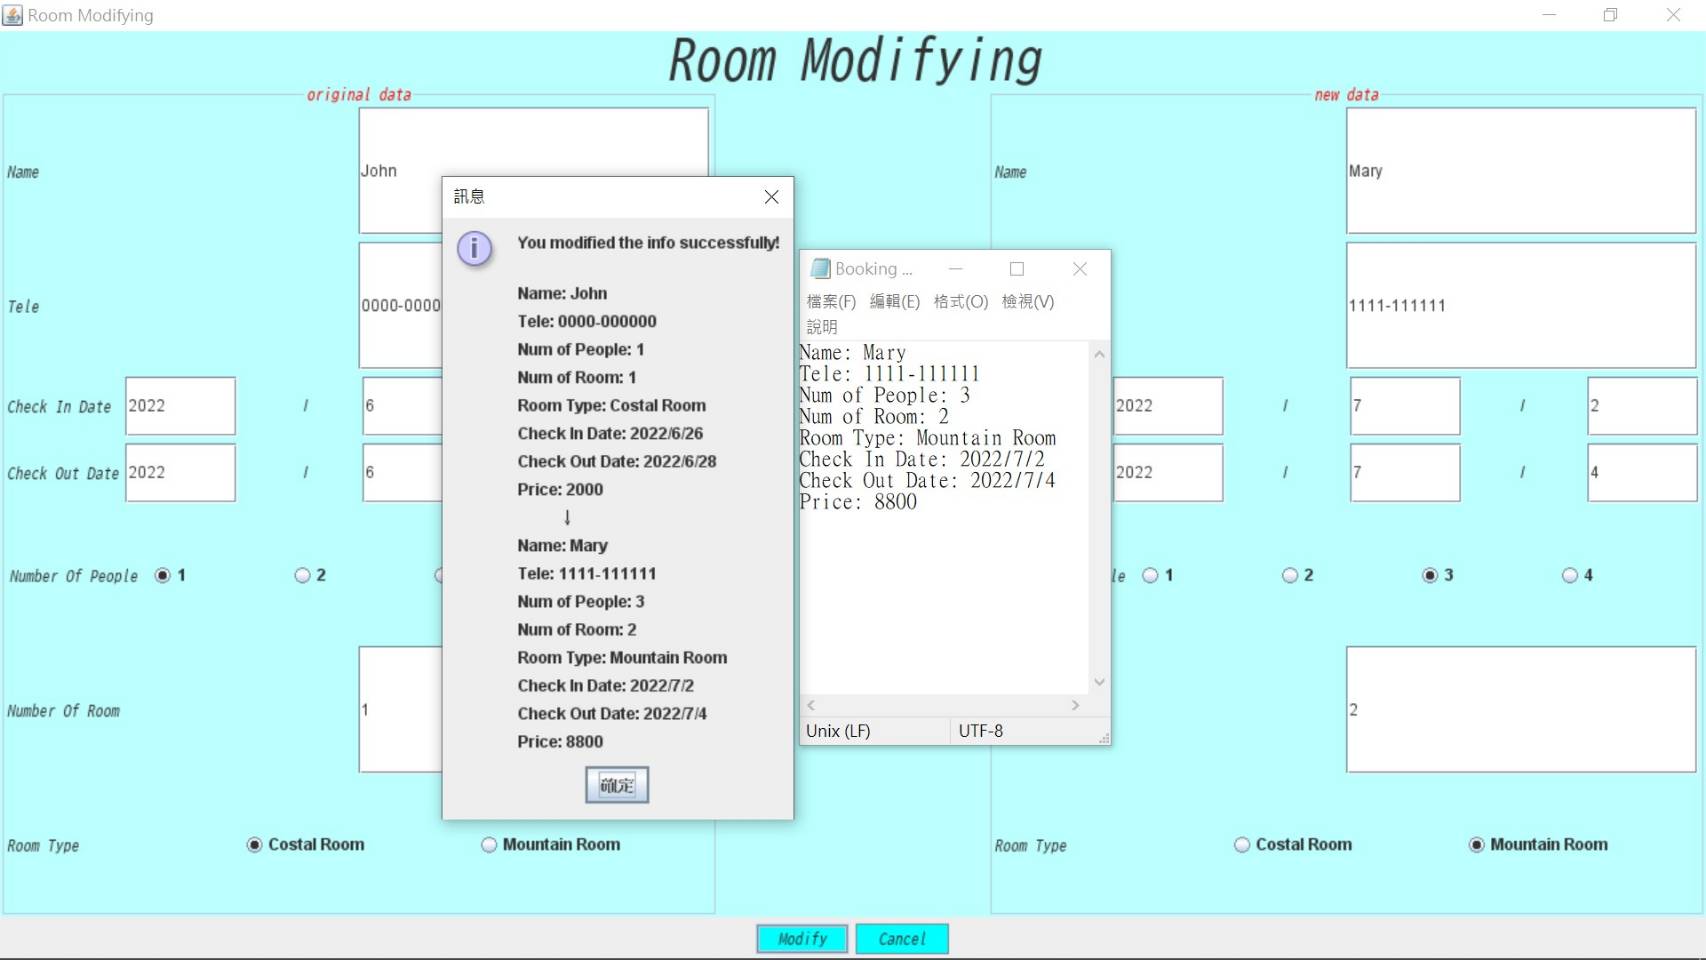 Room Modifying
Room Modifying
original data
Name
John
Tele
0000-0000
Check In Date 2022 / 6
Check Out Date 2022 / 6
Number Of People 1 2
Number Of Room
1
Room Type Costal Room Mountain Room
訊息
You modified the info successfully!
Name: John
Tele: 0000-000000
Num of People: 1
Num of Room: 1
Room Type: Costal Room
Check In Date: 2022/6/26
Check Out Date: 2022/6/28
Price: 2000
↓
Name: Mary
Tele: 1111-111111
Num of People: 3
Num of Room: 2
Room Type: Mountain Room
Check In Date: 2022/7/2
Check Out Date: 2022/7/4
Price: 8800
確定
Booking ...
檔案(F) 編輯(E) 格式(O) 檢視(V)
說明
Name: Mary
Tele: 1111-111111
Num of People: 3
Num of Room: 2
Room Type: Mountain Room
Check In Date: 2022/7/2
Check Out Date: 2022/7/4
Price: 8800
Unix (LF) UTF-8
new data
Name
Mary
1111-111111
2022 / 7 / 2
2022 / 7 / 4
le 1 2 3 4
2
Room Type Costal Room Mountain Room
Modify Cancel